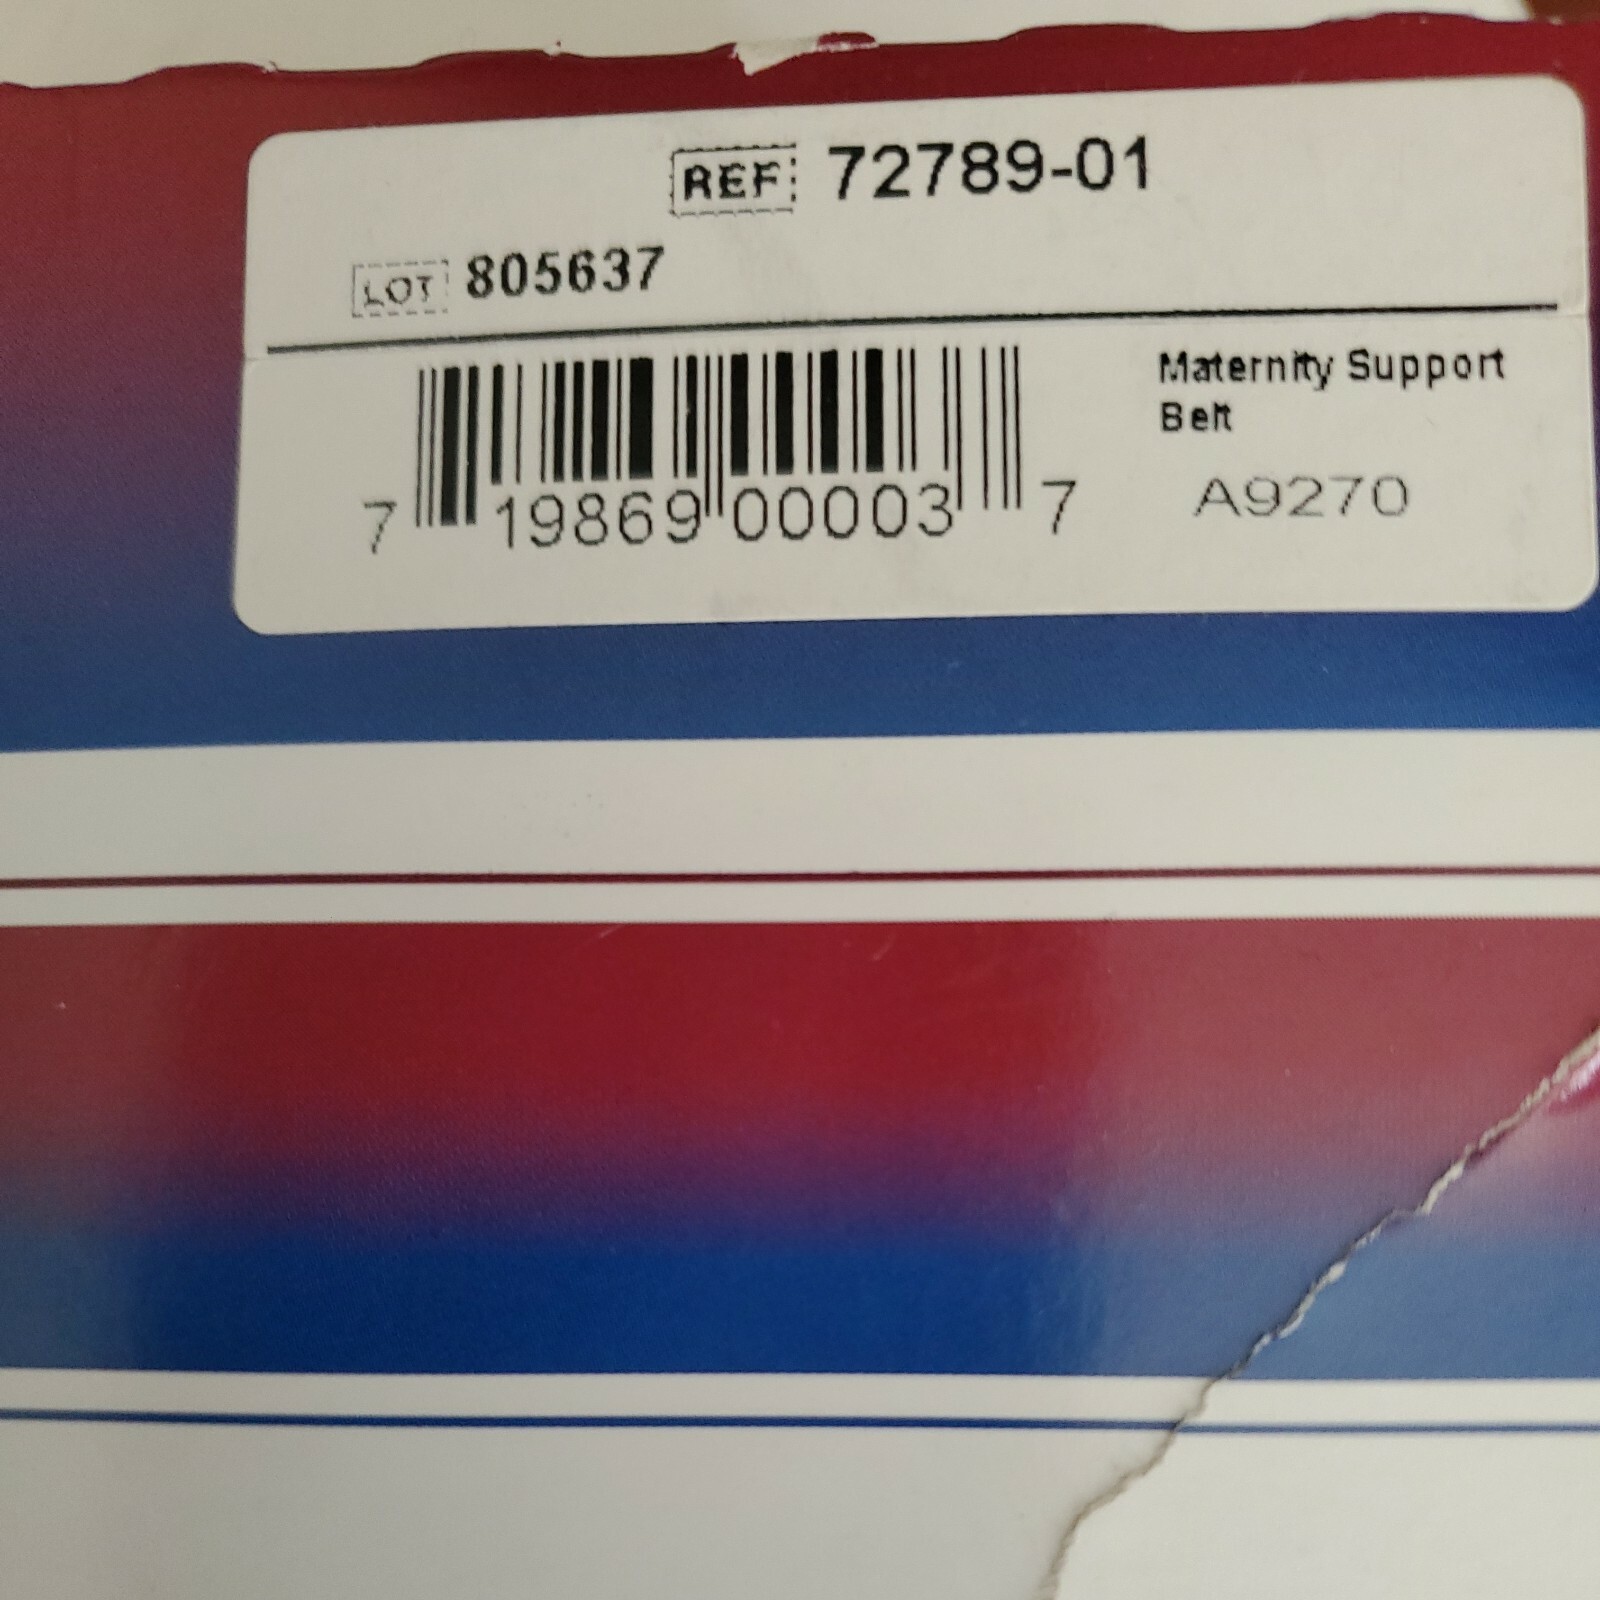 REF 72789-01
LOT 805637
Maternity Support
Belt
A9270
7 19869 00003 7